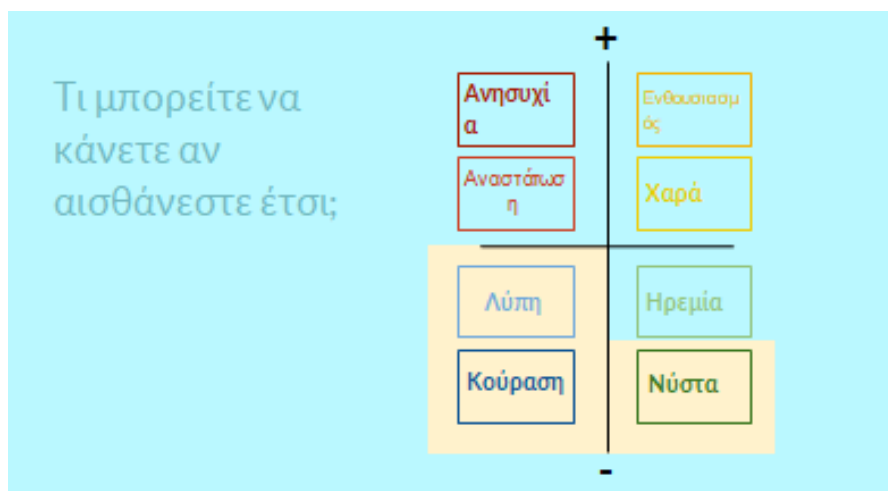 Τι μπορείτε να
κάνετε αν
αισθάνεστε έτσι;
+
Ανησυχί
α
Ενθουσιασμ
ός
Αναστάτωσ
η
Χαρά
Λύπη
Ηρεμία
Κούραση
Νύστα
-